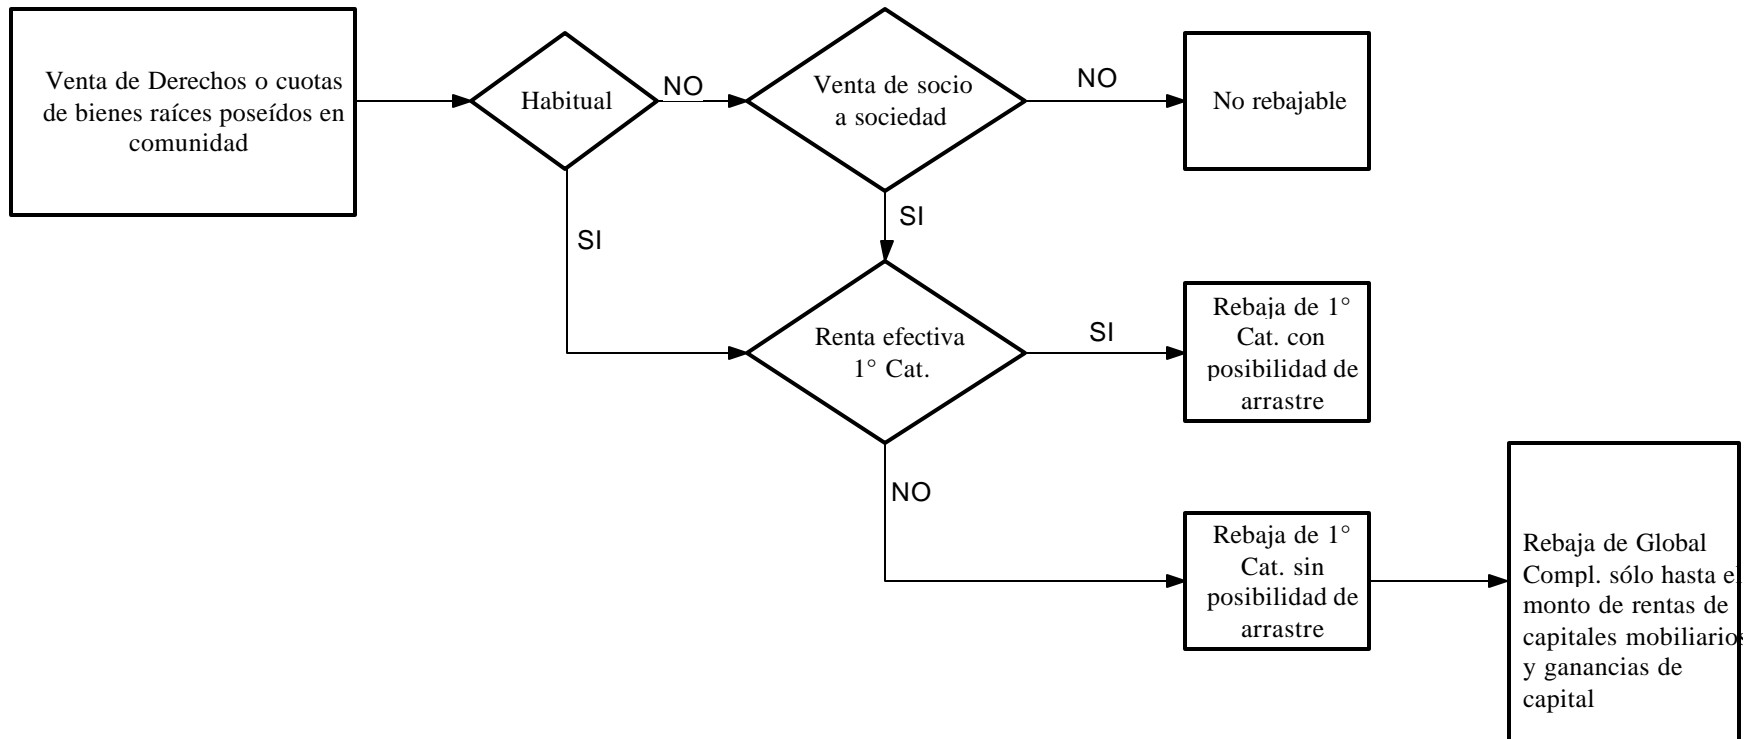 Venta de Derechos o cuotas
de bienes raíces poseídos en
comunidad
Habitual
NO
Venta de socio
a sociedad
NO
No rebajable
SI
SI
Renta efectiva
1° Cat.
SI
Rebaja de 1°
Cat. con
posibilidad de
arrastre
NO
Rebaja de 1°
Cat. sin
posibilidad de
arrastre
Rebaja de Global
Compl. sólo hasta el
monto de rentas de
capitales mobiliarios
y ganancias de
capital